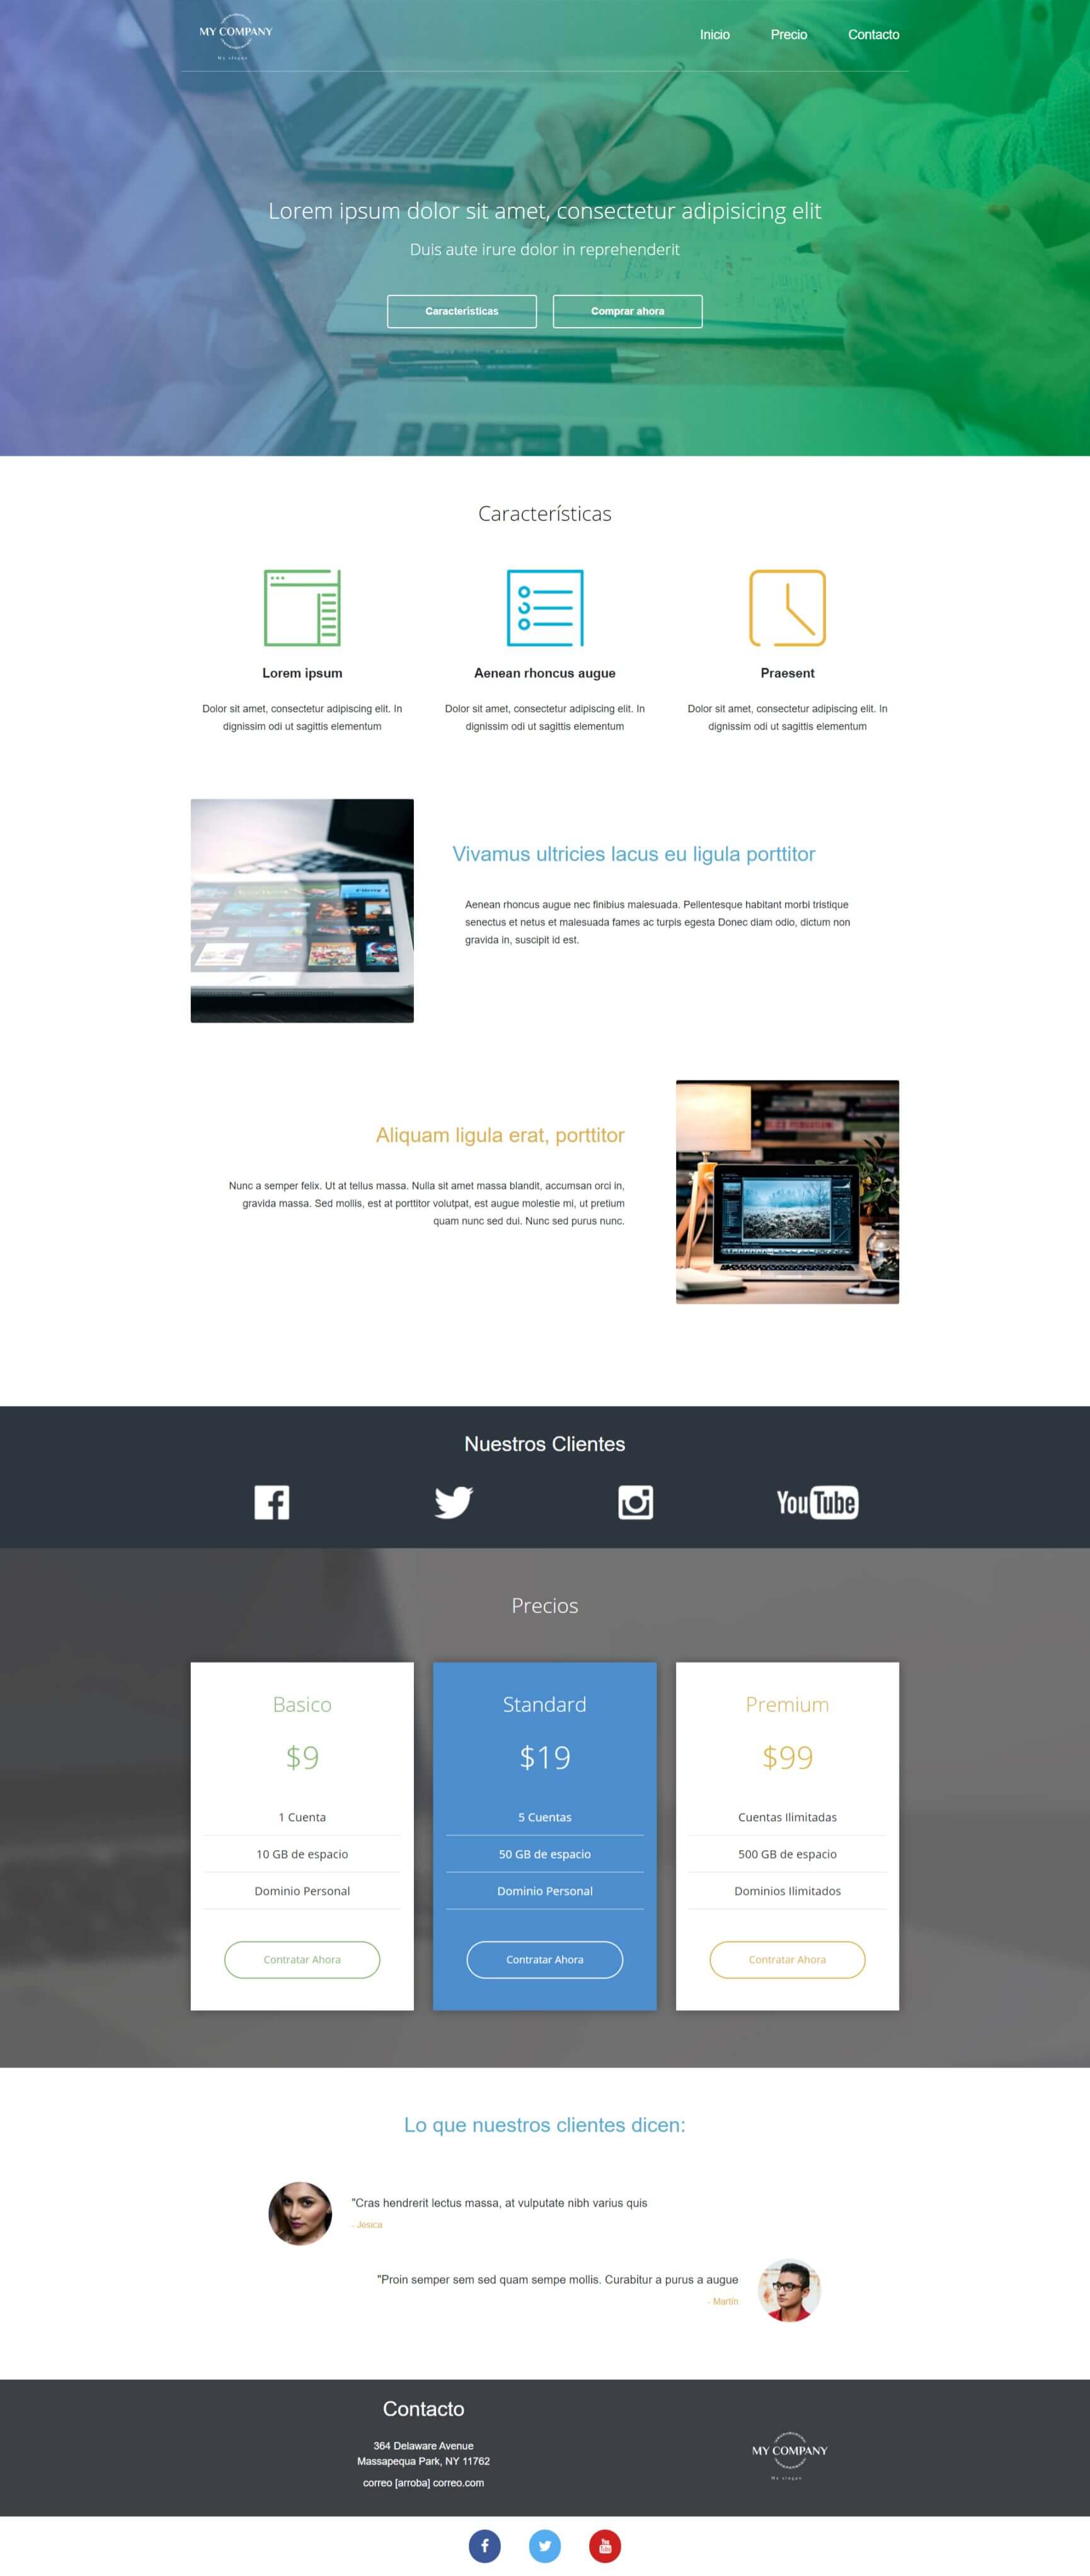 MY COMPANY
My slogan
Inicio
Precio
Contacto
Lorem ipsum dolor sit amet, consectetur adipisicing elit
Duis aute irure dolor in reprehenderit
Características
Comprar ahora
Características
Lorem ipsum
Dolor sit amet, consectetur adipiscing elit. In
dignissim odi ut sagittis elementum
Aenean rhoncus augue
Dolor sit amet, consectetur adipiscing elit. In
dignissim odi ut sagittis elementum
Praesent
Dolor sit amet, consectetur adipiscing elit. In
dignissim odi ut sagittis elementum
Vivamus ultricies lacus eu ligula porttitor
Aenean rhoncus augue nec finibius malesuada. Pellentesque habitant morbi tristique
senectus et netus et malesuada fames ac turpis egesta Donec diam odio, dictum non
gravida in, suscipit id est.
Aliquam ligula erat, porttitor
Nunc a semper felix. Ut at tellus massa. Nulla sit amet massa blandit, accumsan orci in,
gravida massa. Sed mollis, est at porttitor volutpat, est augue molestie mi, ut pretium
quam nunc sed dui. Nunc sed purus nunc.
Nuestros Clientes
YouTube
Precios
Basico
$9
1 Cuenta
10 GB de espacio
Dominio Personal
Contratar Ahora
Standard
$19
5 Cuentas
50 GB de espacio
Dominio Personal
Contratar Ahora
Premium
$99
Cuentas Ilimitadas
500 GB de espacio
Dominios Ilimitados
Contratar Ahora
Lo que nuestros clientes dicen:
"Cras hendrerit lectus massa, at vulputate nibh varius quis
- Jesica
"Proin semper sem sed quam sempe mollis. Curabitur a purus a augue
- Martín
Contacto
364 Delaware Avenue
Massapequa Park, NY 11762
correo [arroba] correo.com
MY COMPANY
My slogan
You
Tube